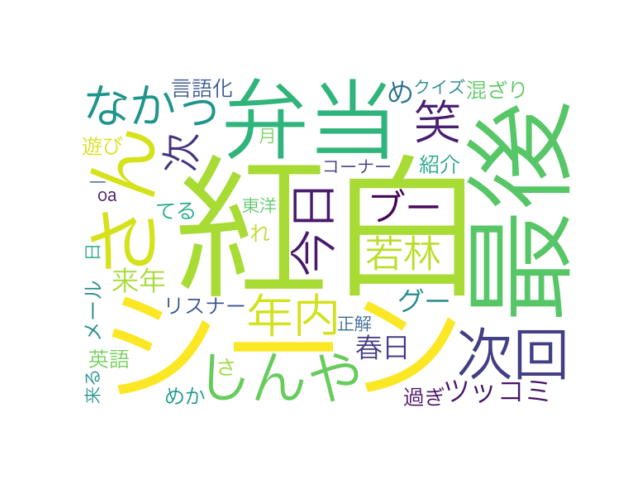 言語化
なかっ
弁当
め
クイズ
混ざり
笑
最後
遊び
次
月
コーナー
紹介
さん
紅白
今日
ブー
一
oa
てる
東洋
れ
若林
日
来年
シーン
リスナー
年内
グー
メール
正解
春日
次回
英語
しんや
さ
来る
めか
過ぎ
ツッコミ